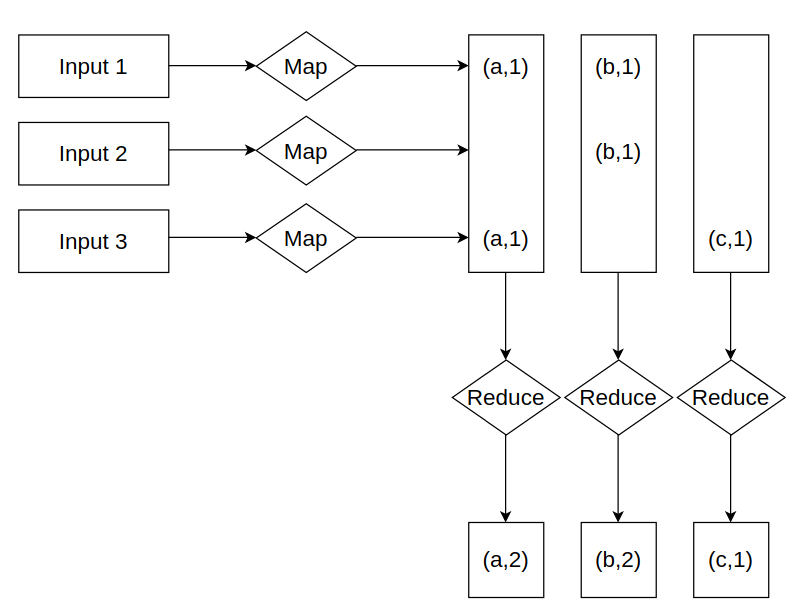 Input 1
Map
(a,1)
(b,1)
Input 2
Map
(b,1)
Input 3
Map
(a,1)
(c,1)
Reduce
Reduce
Reduce
(a,2)
(b,2)
(c,1)